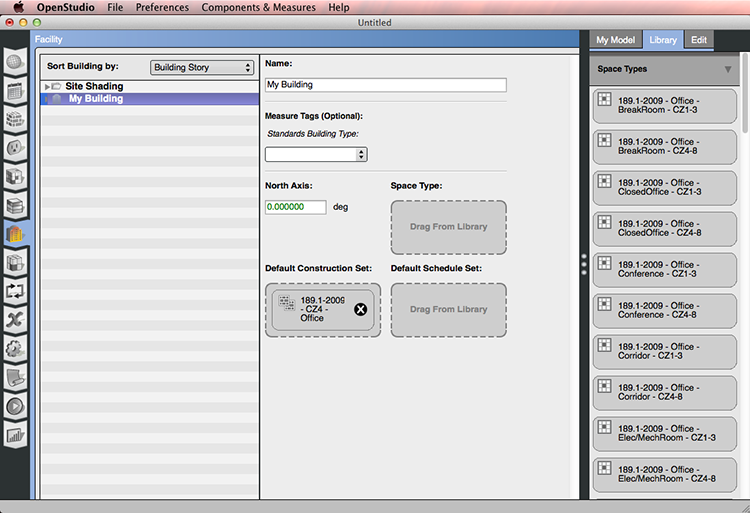 OpenStudio File Preferences Components & Measures Help
Untitled
Facility
My Model Library Edit
Sort Building by: Building Story
Site Shading
My Building
Name:
My Building
Measure Tags (Optional):
Standards Building Type:
North Axis:
0.000000 deg
Space Type:
Drag From Library
Default Construction Set:
189.1-2009
- CZ4 -
Office
Default Schedule Set:
Drag From Library
Space Types
189.1-2009 - Office -
BreakRoom - CZ1-3
189.1-2009 - Office -
BreakRoom - CZ4-8
189.1-2009 - Office -
ClosedOffice - CZ1-3
189.1-2009 - Office -
ClosedOffice - CZ4-8
189.1-2009 - Office -
Conference - CZ1-3
189.1-2009 - Office -
Conference - CZ4-8
189.1-2009 - Office -
Corridor - CZ1-3
189.1-2009 - Office -
Corridor - CZ4-8
189.1-2009 - Office -
Elec/MechRoom - CZ1-3
189.1-2009 - Office -
Elec/MechRoom - CZ4-8